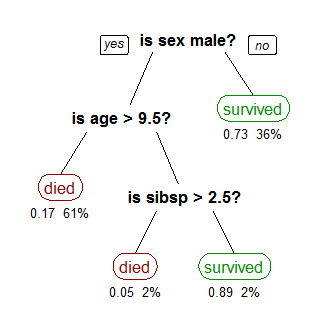 yes is sex male? no
is age > 9.5?
survived
0.73 36%
died
0.17 61%
is sibsp > 2.5?
died survived
0.05 2% 0.89 2%